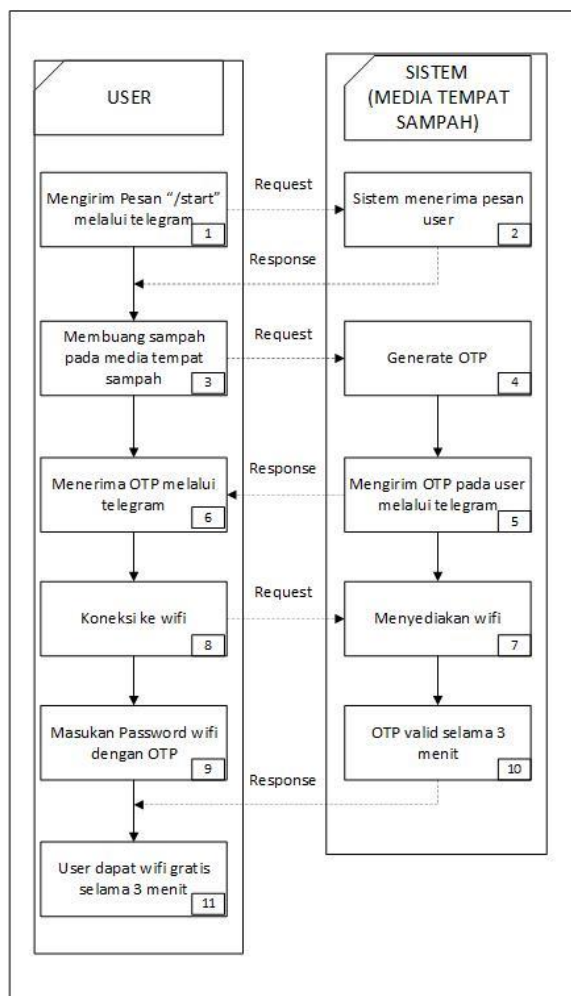 USER
SISTEM
(MEDIA TEMPAT
SAMPAH)
Mengirim Pesan “/start”
melalui telegram
1
Request
Sistem menerima pesan
user
2
Response
Membuang sampah
pada media tempat
sampah
3
Request
Generate OTP
4
Menerima OTP melalui
telegram
6
Response
Mengirim OTP pada user
melalui telegram
5
Koneksi ke wifi
8
Request
Menyediakan wifi
7
Masukan Password wifi
dengan OTP
9
OTP valid selama 3
menit
10
Response
User dapat wifi gratis
selama 3 menit
11